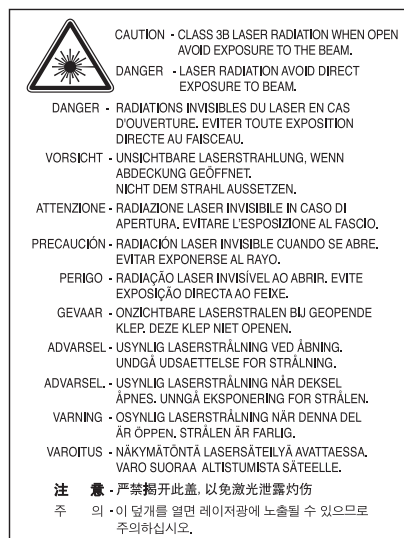 CAUTION - CLASS 3B LASER RADIATION WHEN OPEN
AVOID EXPOSURE TO THE BEAM.
DANGER - LASER RADIATION AVOID DIRECT
EXPOSURE TO BEAM.
DANGER - RADIATIONS INVISIBLES DU LASER EN CAS
D'OUVERTURE. EVITER TOUTE EXPOSITION
DIRECTE AU FAISCEAU.
VORSICHT - UNSICHTBARE LASERSTRAHLUNG, WENN
ABDECKUNG GEÖFFNET.
NICHT DEM STRAHL AUSSETZEN.
ATTENZIONE - RADIAZIONE LASER INVISIBILE IN CASO DI
APERTURA. EVITARE L'ESPOSIZIONE AL FASCIO.
PRECAUCIÓN - RADIACIÓN LASER INVISIBLE CUANDO SE ABRE.
EVITAR EXPONERSE AL RAYO.
PERIGO - RADIAÇÃO LASER INVISÍVEL AO ABRIR. EVITE
EXPOSIÇÃO DIRECTA AO FEIXE.
GEVAAR - ONZICHTBARE LASERSTRALEN BIJ GEOPENDE
KLEP. DEZE KLEP NIET OPENEN.
ADVARSEL - USYNLIG LASERSTRÅLNING VED ÅBNING.
UNDGÅ UDSAETTELSE FOR STRÅLNING.
ADVARSEL. - USYNLIG LASERSTRÅLNING NÅR DEKSEL
ÅPNES. UNNGÅ EKSPONERING FOR STRÅLEN.
VARNING - OSYNLIG LASERSTRÅLNING NÄR DENNA DEL
ÄR ÖPPEN. STRÅLEN ÄR FARLIG.
VAROITUS - NÄKYMÄTÖNTÄ LASERSÄTEILYÄ AVATTAESSA.
VARO SUORAA ALTISTUMISTA SÄTEELLE.
注 意 - 严禁揭开此盖, 以免激光泄露灼伤
주 의 - 이 덮개를 열면 레이저광에 노출될 수 있으므로
주의하십시오.